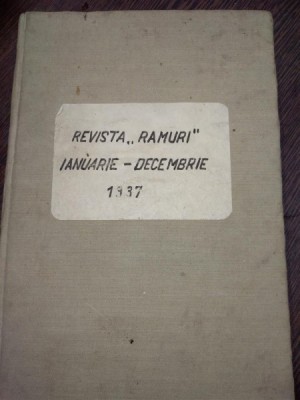 REVISTA „RAMURI"
IANUARIE - DECEMBRIE
1937